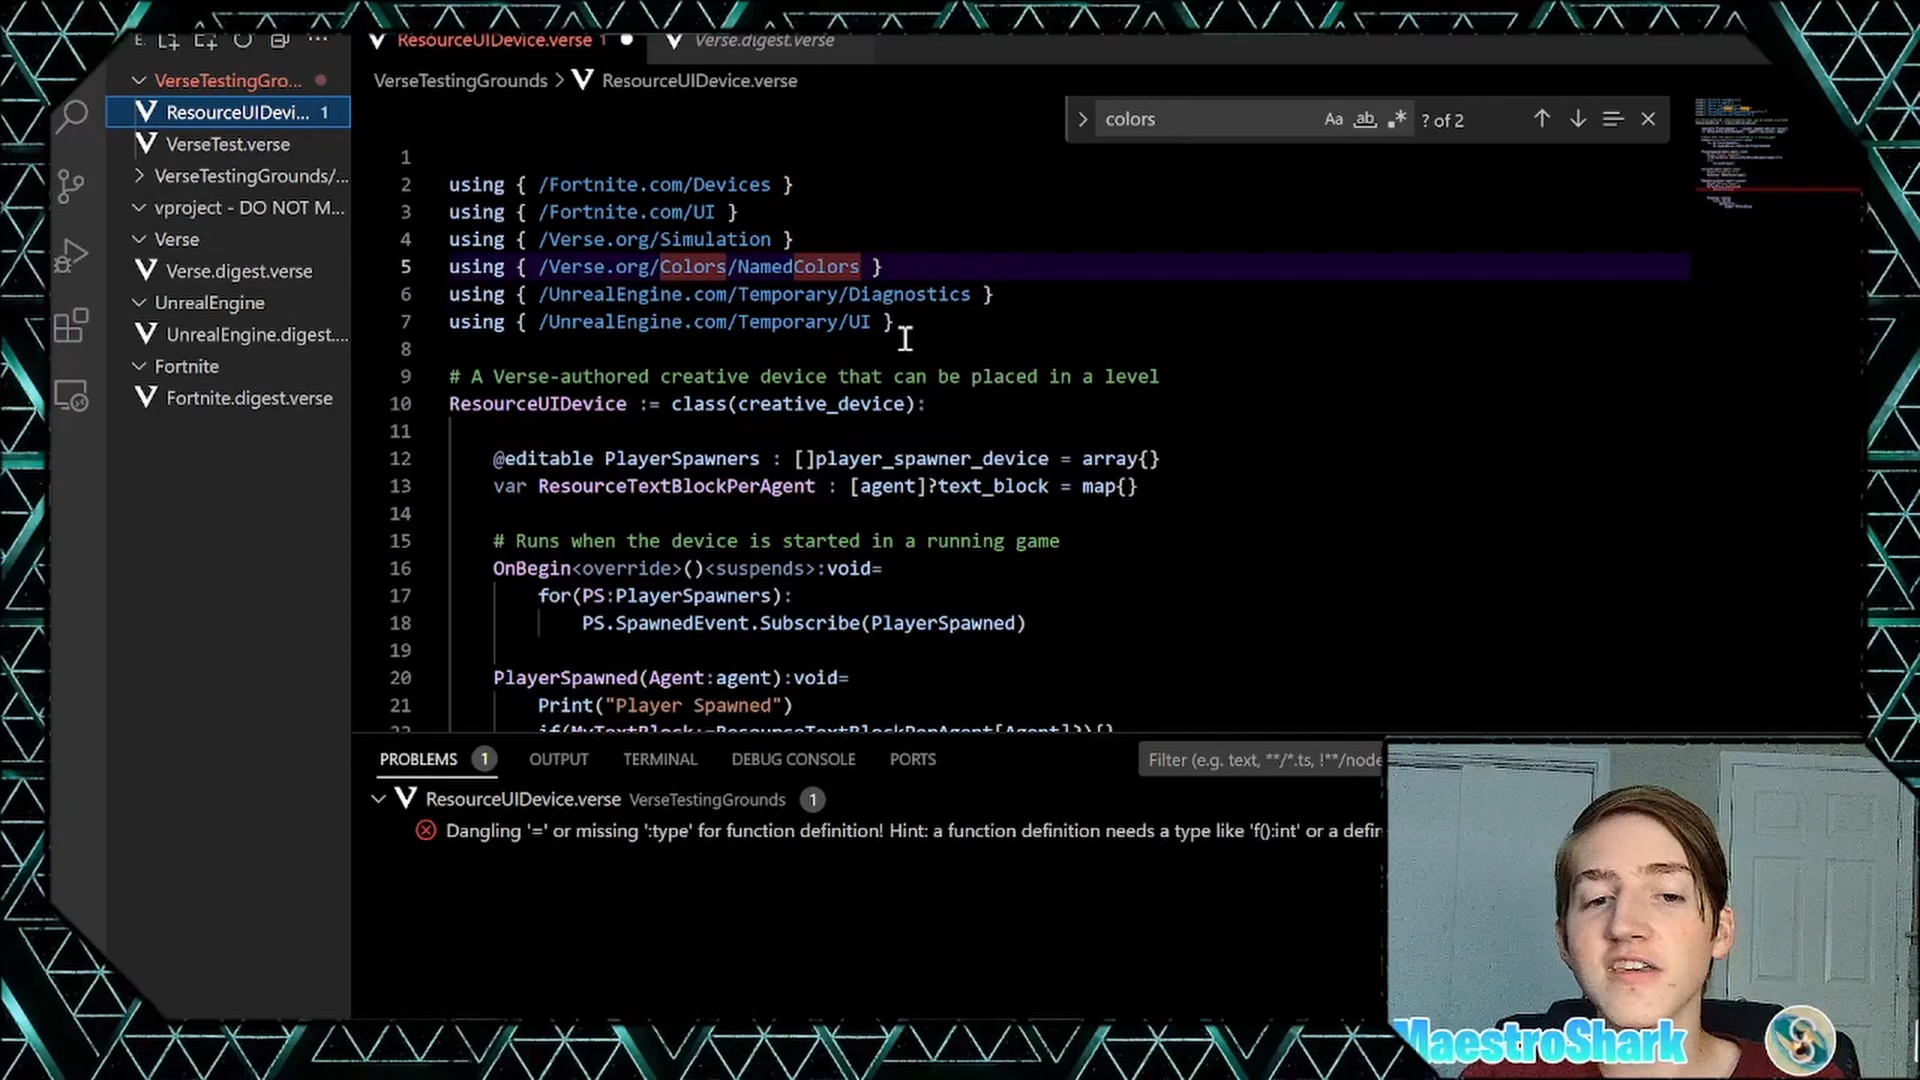 E.
ResourceUIDevice.verse 1
Verse.digest.verse
VerseTestingGro...
VerseTestingGrounds > ResourceUIDevice.verse
ResourceUIDevi... 1
colors
Aa
ab
? of 2
VerseTest.verse
VerseTestingGrounds/...
vproject - DO NOT M...
Verse
Verse.digest.verse
UnrealEngine
UnrealEngine.digest....
Fortnite
Fortnite.digest.verse
1
2 using { /Fortnite.com/Devices }
3 using { /Fortnite.com/UI }
4 using { /Verse.org/Simulation }
5 using { /Verse.org/Colors/NamedColors }
6 using { /UnrealEngine.com/Temporary/Diagnostics }
7 using { /UnrealEngine.com/Temporary/UI }
8
9 # A Verse-authored creative device that can be placed in a level
10 ResourceUIDevice := class(creative_device):
11
12 @editable PlayerSpawners : []player_spawner_device = array{}
13 var ResourceTextBlockPerAgent : [agent]?text_block = map{}
14
15 # Runs when the device is started in a running game
16 OnBegin<override>()<suspends>:void=
17 for(PS:PlayerSpawners):
18 PS.SpawnedEvent.Subscribe(PlayerSpawned)
19
20 PlayerSpawned(Agent:agent):void=
21 Print("Player Spawned")
22 if(MyTextBlock:=ResourceTextBlockPerAgent[Agent]?){}
PROBLEMS 1
OUTPUT
TERMINAL
DEBUG CONSOLE
PORTS
Filter (e.g. text, **/*.ts, !**/node
ResourceUIDevice.verse VerseTestingGrounds 1
Dangling '=' or missing ':type' for function definition! Hint: a function definition needs a type like 'f():int' or a defin
MaestroShark